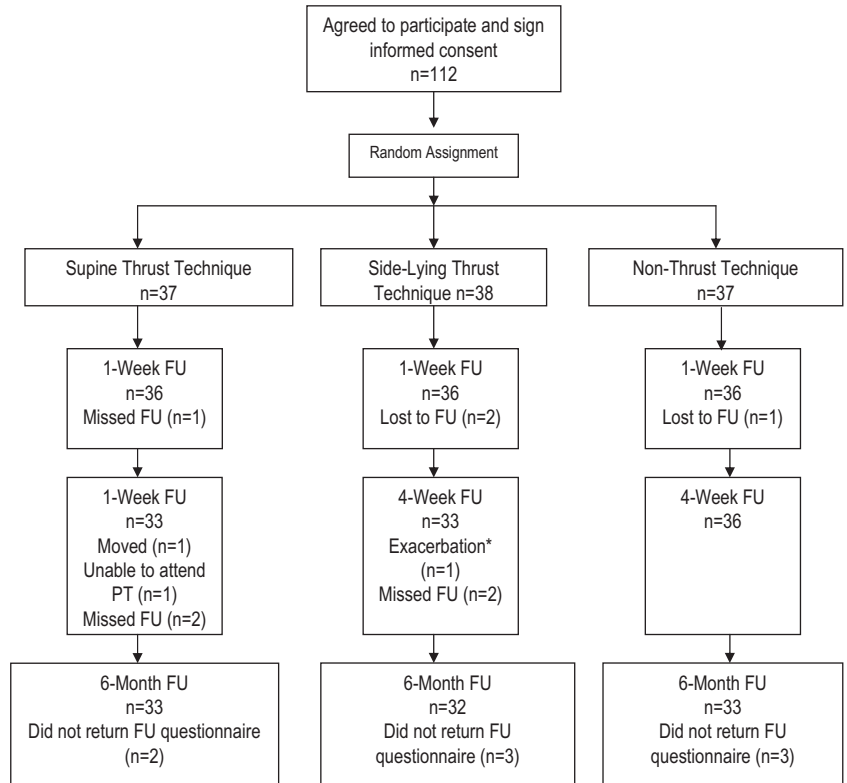 Agreed to participate and sign
informed consent
n=112
Random Assignment
Supine Thrust Technique
n=37
Side-Lying Thrust
Technique n=38
Non-Thrust Technique
n=37
1-Week FU
n=36
Missed FU (n=1)
1-Week FU
n=36
Lost to FU (n=2)
1-Week FU
n=36
Lost to FU (n=1)
1-Week FU
n=33
Moved (n=1)
Unable to attend
PT (n=1)
Missed FU (n=2)
4-Week FU
n=33
Exacerbation*
(n=1)
Missed FU (n=2)
4-Week FU
n=36
6-Month FU
n=33
Did not return FU questionnaire
(n=2)
6-Month FU
n=32
Did not return FU
questionnaire (n=3)
6-Month FU
n=33
Did not return FU
questionnaire (n=3)